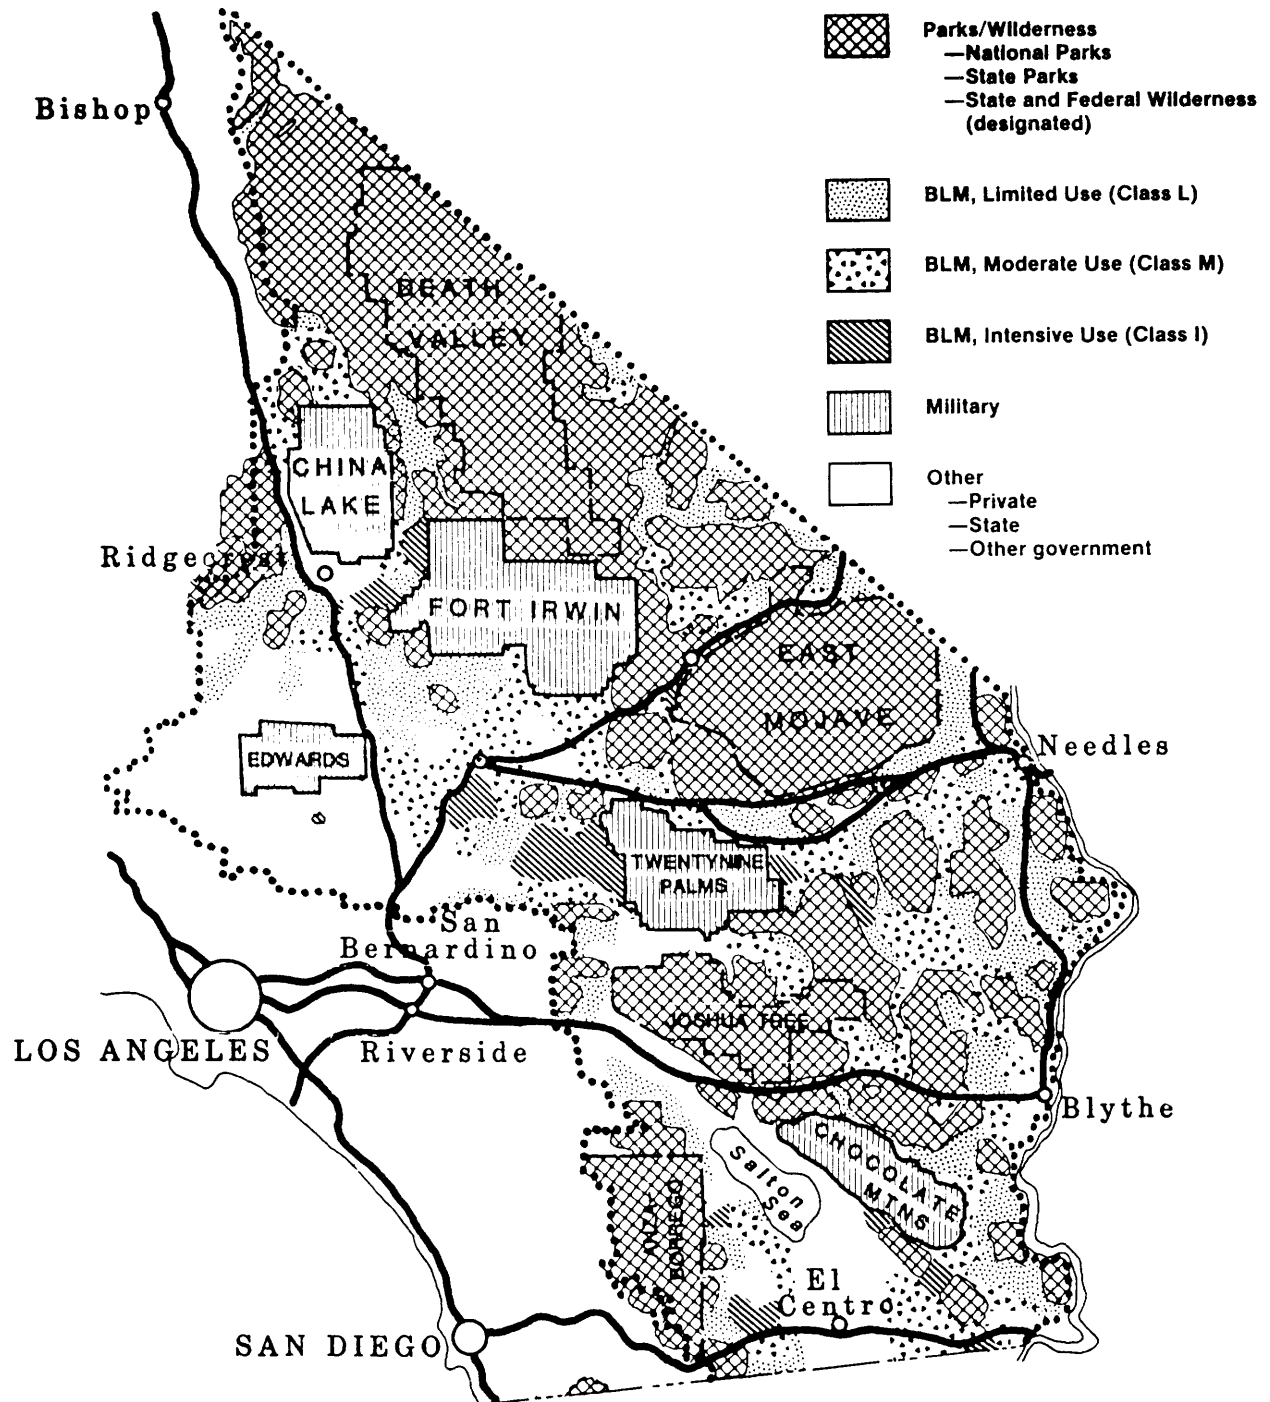 Parks/Wilderness
—National Parks
—State Parks
—State and Federal Wilderness
(designated)
BLM, Limited Use (Class L)
BLM, Moderate Use (Class M)
BLM, Intensive Use (Class I)
Military
Other
—Private
—State
—Other government
Bishop
DEATH
VALLEY
CHINA
LAKE
Ridgecrest
FORT IRWIN
EAST
MOJAVE
EDWARDS
Needles
TWENTYNINE
PALMS
San
Bernardino
LOS ANGELES
Riverside
JOSHUA TREE
Blythe
CHOCOLATE
MTNS
Salton
Sea
ANZA
BORREGO
El
Centro
SAN DIEGO